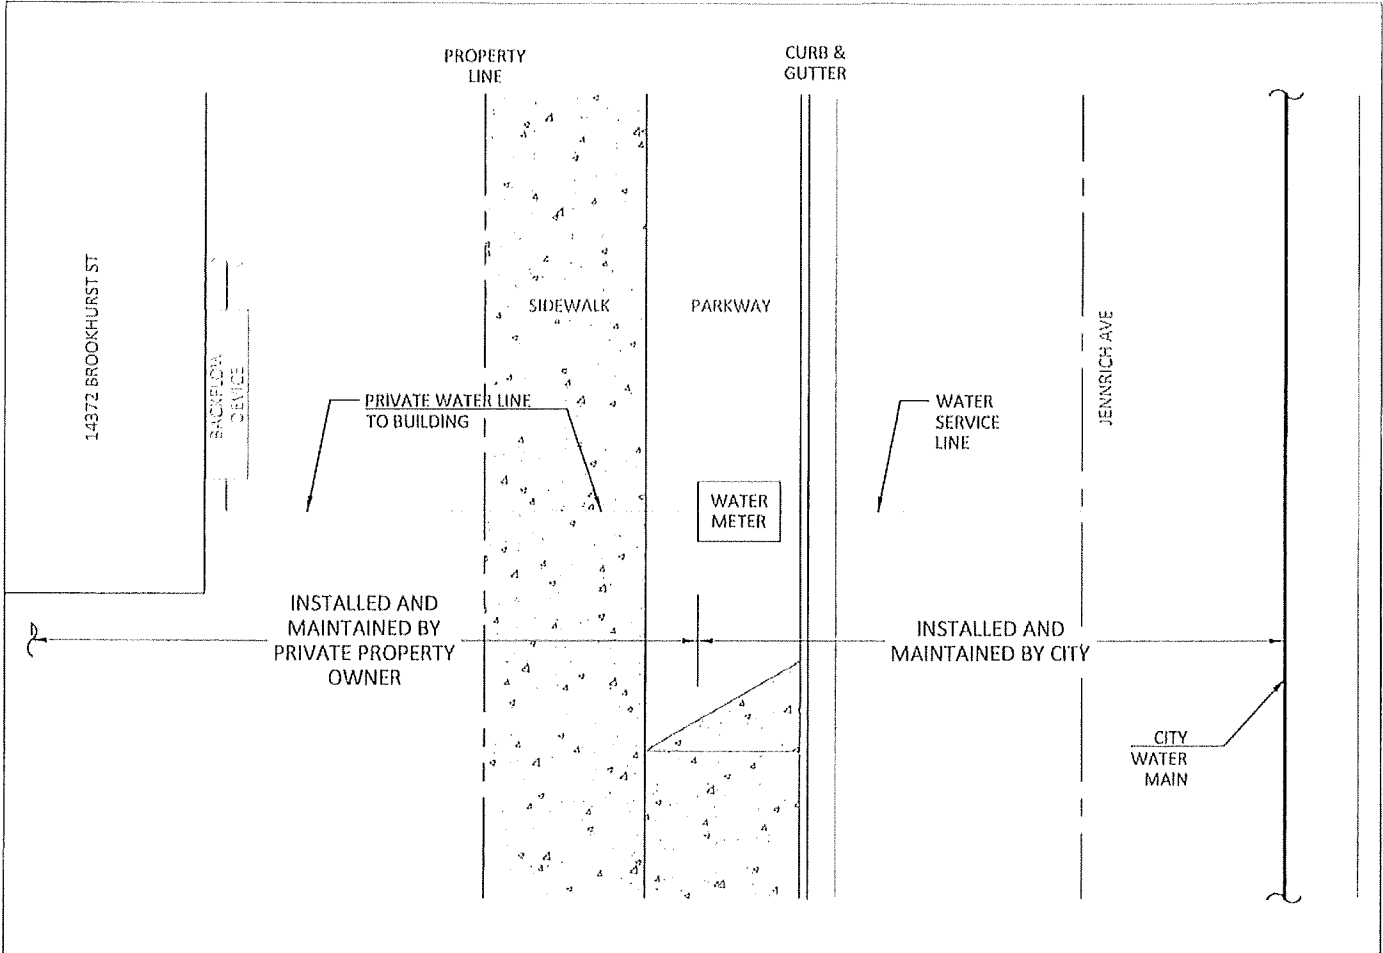 PROPERTY
LINE
CURB &
GUTTER
14372 BROOKHURST ST
BACKFLOW
DEVICE
SIDEWALK
PARKWAY
JENNRICH AVE
PRIVATE WATER LINE
TO BUILDING
WATER
SERVICE
LINE
WATER
METER
INSTALLED AND
MAINTAINED BY
PRIVATE PROPERTY
OWNER
INSTALLED AND
MAINTAINED BY CITY
CITY
WATER
MAIN